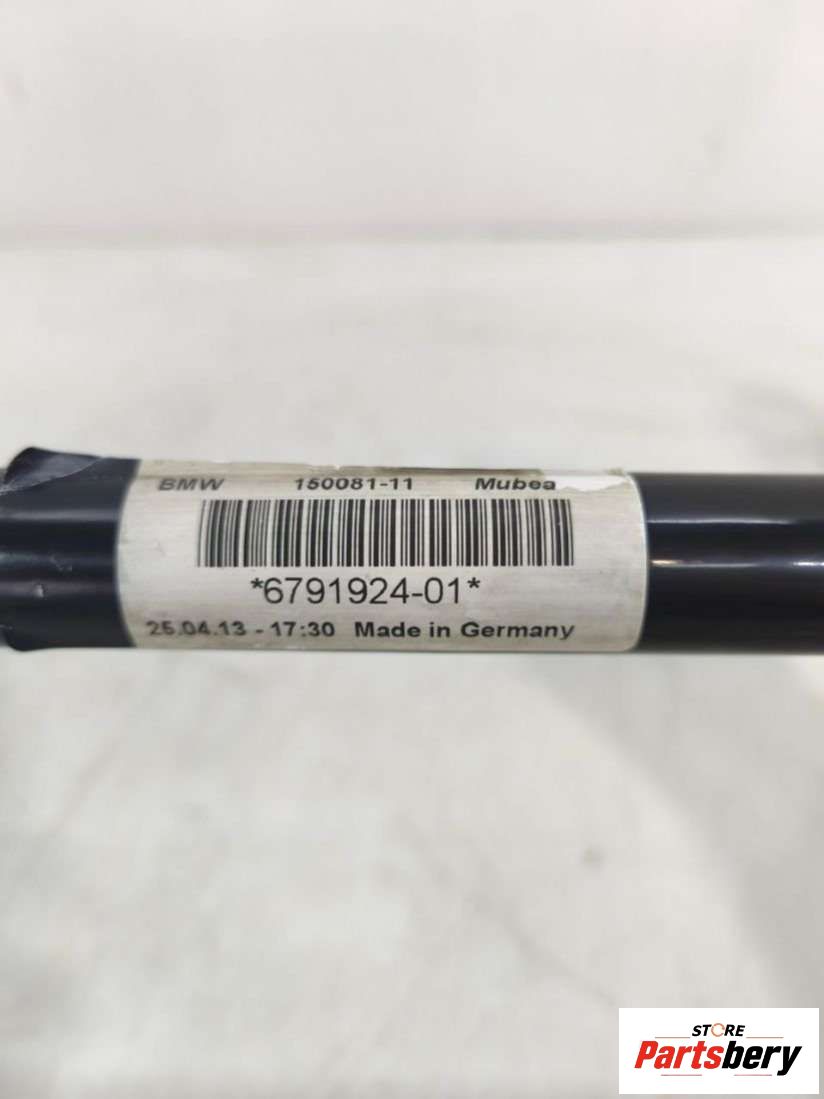 BMW 150081-11 Mubea
*6791924-01*
25.04.13 - 17:30 Made in Germany
STORE
Partsbery